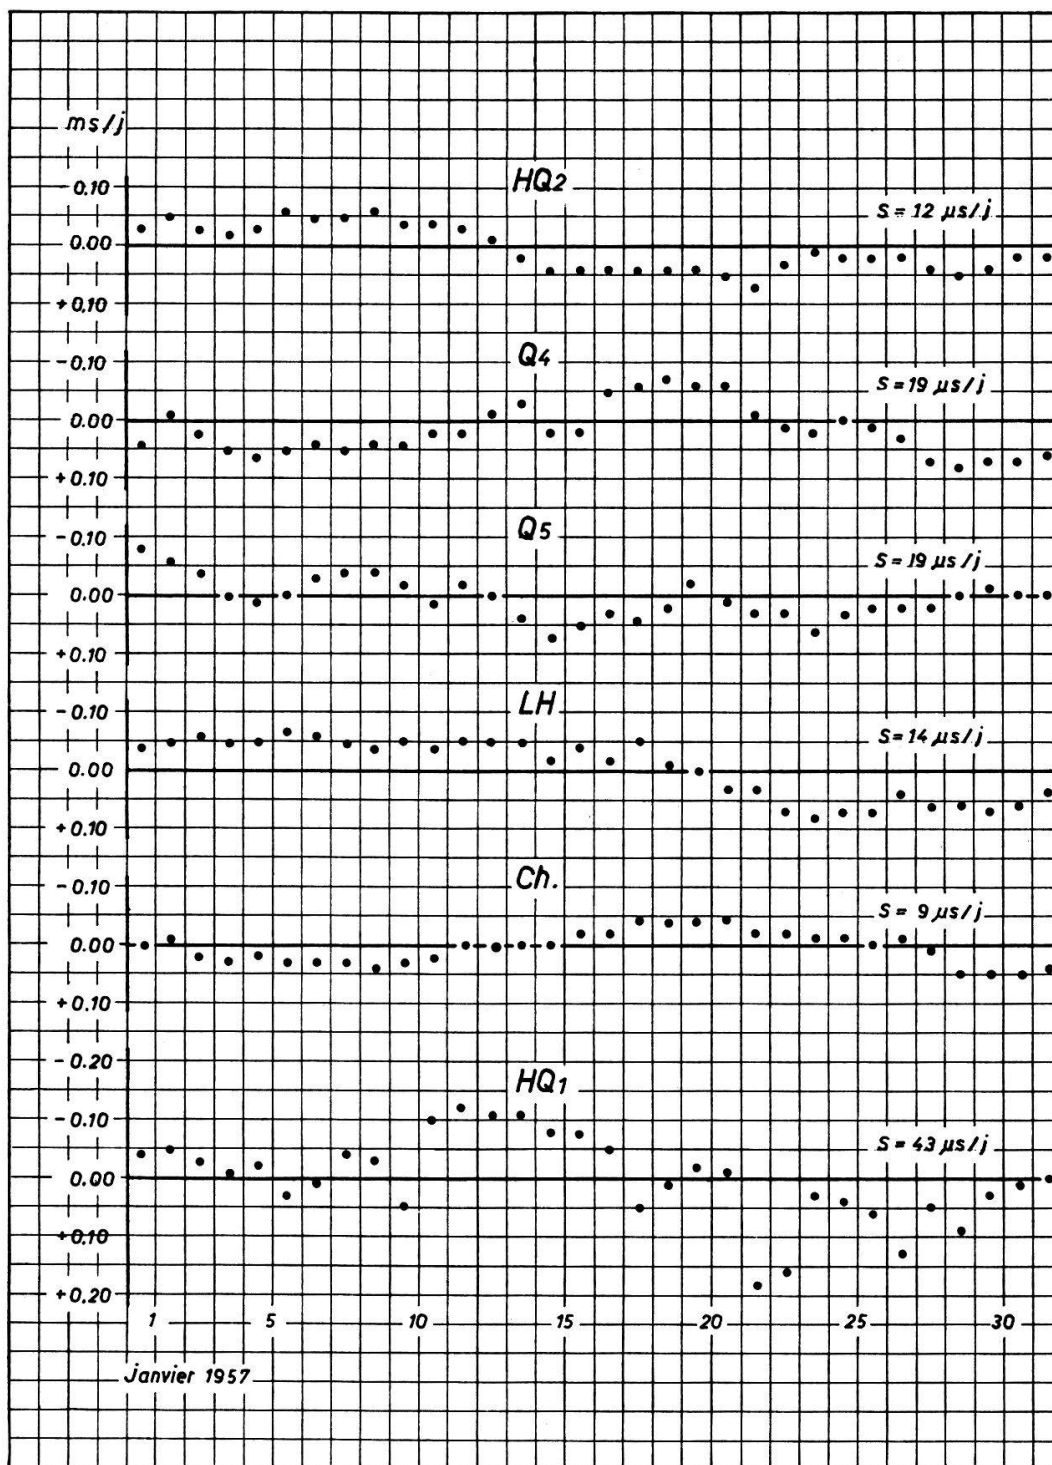 ms/j
HQ2
- 0.10
S = 12 µs/j
0.00
+ 0.10
Q4
- 0.10
S = 19 µs/j
0.00
+ 0.10
Q5
- 0.10
S = 19 µs/j
0.00
+ 0.10
LH
- 0.10
S = 14 µs/j
0.00
+ 0.10
Ch.
- 0.10
S = 9 µs/j
0.00
+ 0.10
- 0.20
HQ1
- 0.10
S = 43 µs/j
0.00
+ 0.10
+ 0.20
1 5 10 15 20 25 30
Janvier 1957